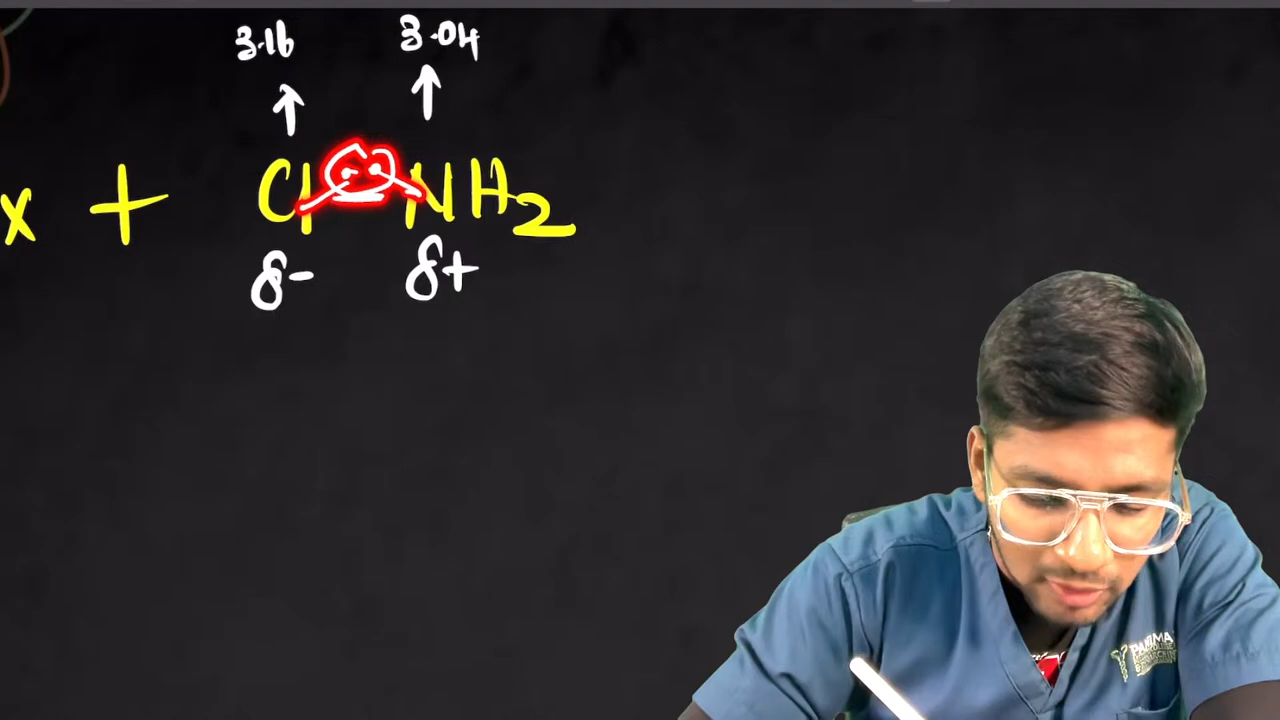 3.16 3.04
↑ ↑
x + Cl : NH2
δ- δ+